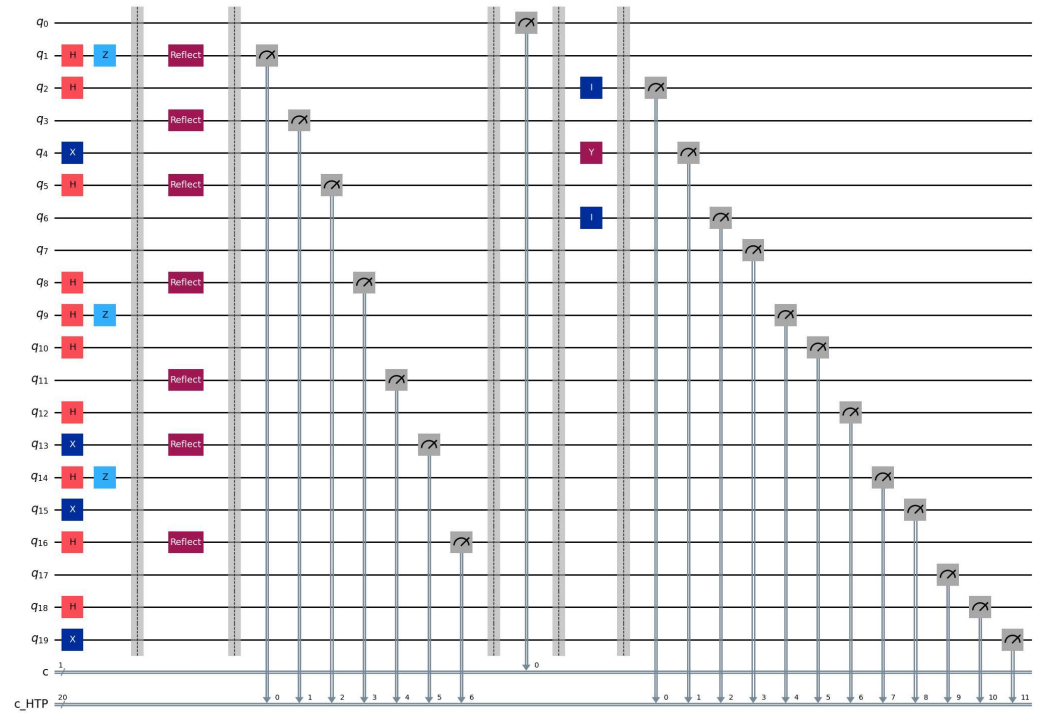 q0
q1 H Z Reflect
q2 H I
q3 Reflect
q4 X Y
q5 H Reflect
q6 I
q7
q8 H Reflect
q9 H Z
q10 H
q11 Reflect
q12 H
q13 X Reflect
q14 H Z
q15 X
q16 H Reflect
q17
q18 H
q19 X
c 1 0
c_HTP 20 0 1 2 3 4 5 6 0 1 2 3 4 5 6 7 8 9 10 11